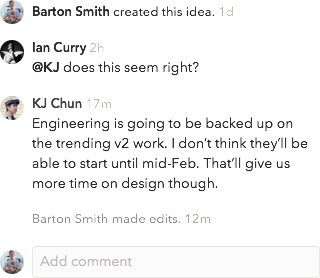 Barton Smith created this idea. 1d
Ian Curry 2h
@KJ does this seem right?
KJ Chun 17m
Engineering is going to be backed up on
the trending v2 work. I don't think they'll be
able to start until mid-Feb. That'll give us
more time on design though.
Barton Smith made edits. 12m
Add comment